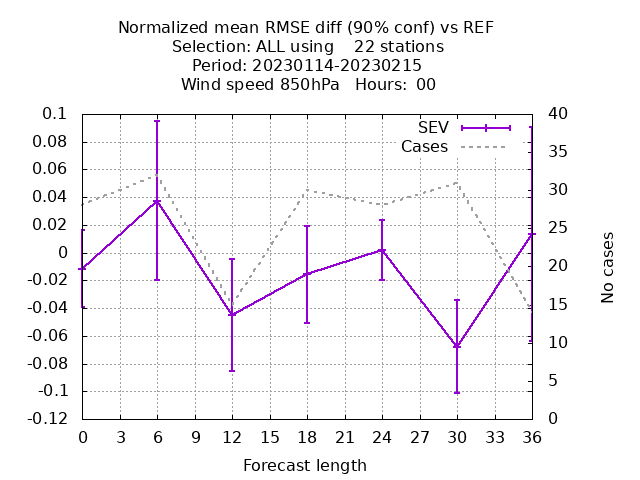 Normalized mean RMSE diff (90% conf) vs REF
Selection: ALL using    22 stations
Period: 20230114-20230215
Wind speed 850hPa   Hours:  00
SEV
Cases
0.1
0.08
0.06
0.04
0.02
0
-0.02
-0.04
-0.06
-0.08
-0.1
-0.12
40
35
30
25
20
15
10
5
0
No cases
0 3 6 9 12 15 18 21 24 27 30 33 36
Forecast length